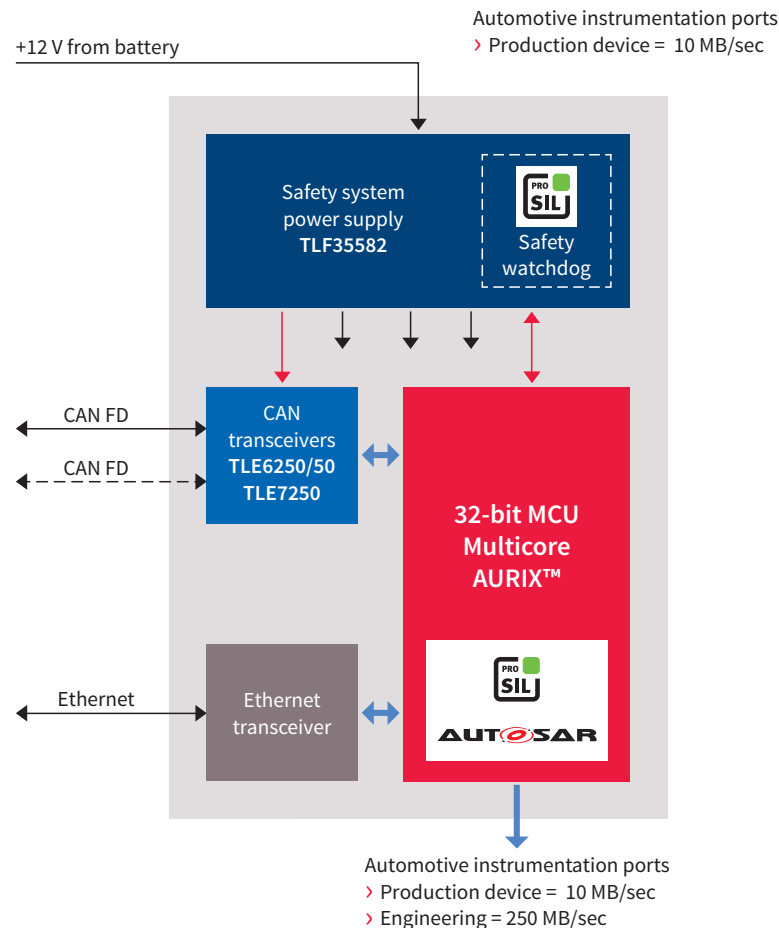 Automotive instrumentation ports
› Production device = 10 MB/sec
+12 V from battery
Safety system
power supply
TLF35582
PRO
SIL
Safety
watchdog
CAN FD
CAN FD
CAN
transceivers
TLE6250/50
TLE7250
32-bit MCU
Multicore
AURIX™
PRO
SIL
AUTOSAR
Ethernet
Ethernet
transceiver
Automotive instrumentation ports
› Production device = 10 MB/sec
› Engineering = 250 MB/sec